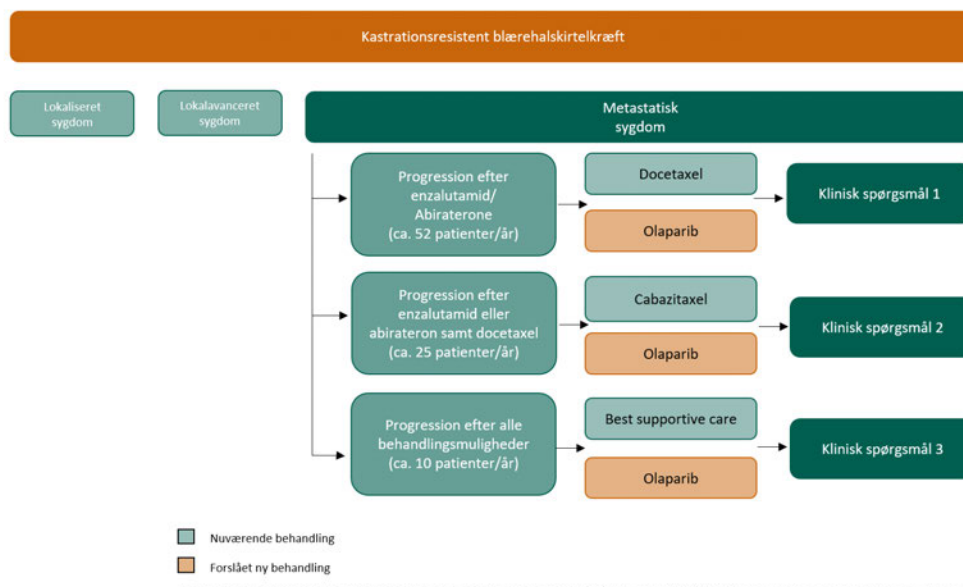 Kastrationsresistent blærehalskirtelkræft
Lokaliseret
sygdom
Lokalavanceret
sygdom
Metastatisk
sygdom
Progression efter
enzalutamid/
Abiraterone
(ca. 52 patienter/år)
Docetaxel
Olaparib
Klinisk spørgsmål 1
Progression efter
enzalutamid eller
abirateron samt docetaxel
(ca. 25 patienter/år)
Cabazitaxel
Olaparib
Klinisk spørgsmål 2
Progression efter alle
behandlingsmuligheder
(ca. 10 patienter/år)
Best supportive care
Olaparib
Klinisk spørgsmål 3
Nuværende behandling
Forslået ny behandling